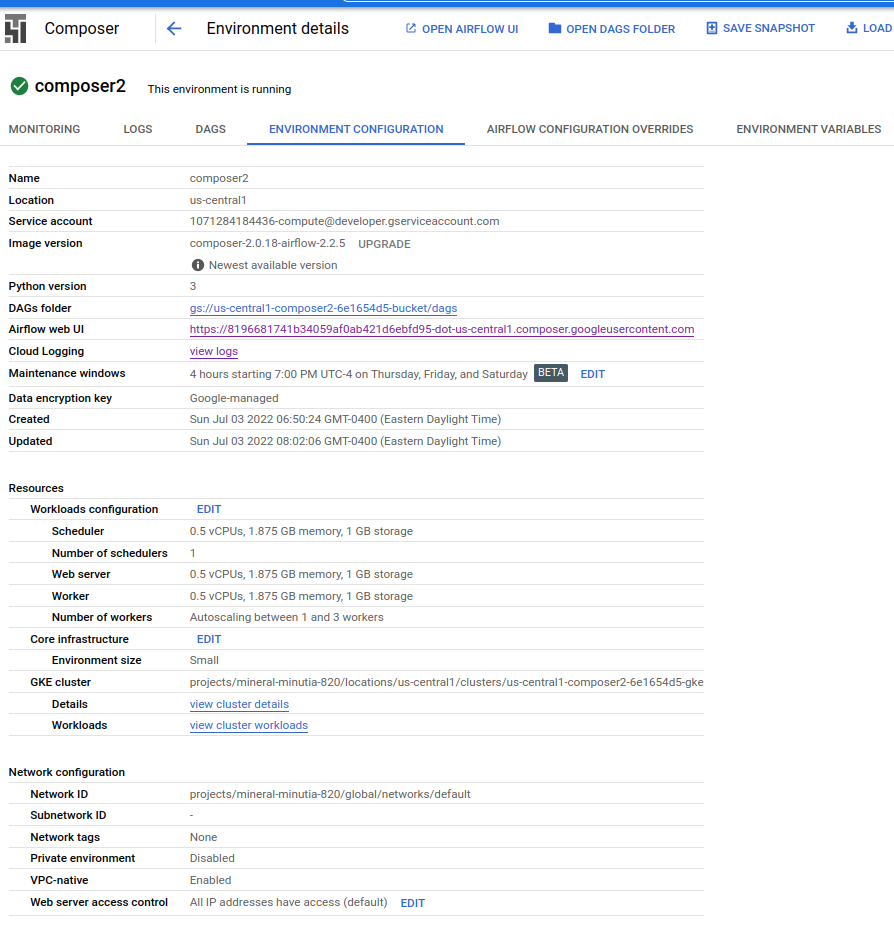 Composer Environment details OPEN AIRFLOW UI OPEN DAGS FOLDER SAVE SNAPSHOT LOAD
composer2 This environment is running
MONITORING LOGS DAGS ENVIRONMENT CONFIGURATION AIRFLOW CONFIGURATION OVERRIDES ENVIRONMENT VARIABLES
Name composer2
Location us-central1
Service account 1071284184436-compute@developer.gserviceaccount.com
Image version composer-2.0.18-airflow-2.2.5 UPGRADE
Newest available version
Python version 3
DAGs folder gs://us-central1-composer2-6e1654d5-bucket/dags
Airflow web UI https://8196681741b34059af0ab421d6ebfd95-dot-us-central1.composer.googleusercontent.com
Cloud Logging view logs
Maintenance windows 4 hours starting 7:00 PM UTC-4 on Thursday, Friday, and Saturday BETA EDIT
Data encryption key Google-managed
Created Sun Jul 03 2022 06:50:24 GMT-0400 (Eastern Daylight Time)
Updated Sun Jul 03 2022 08:02:06 GMT-0400 (Eastern Daylight Time)
Resources
Workloads configuration EDIT
Scheduler 0.5 vCPUs, 1.875 GB memory, 1 GB storage
Number of schedulers 1
Web server 0.5 vCPUs, 1.875 GB memory, 1 GB storage
Worker 0.5 vCPUs, 1.875 GB memory, 1 GB storage
Number of workers Autoscaling between 1 and 3 workers
Core infrastructure EDIT
Environment size Small
GKE cluster projects/mineral-minutia-820/locations/us-central1/clusters/us-central1-composer2-6e1654d5-gke
Details view cluster details
Workloads view cluster workloads
Network configuration
Network ID projects/mineral-minutia-820/global/networks/default
Subnetwork ID -
Network tags None
Private environment Disabled
VPC-native Enabled
Web server access control All IP addresses have access (default) EDIT